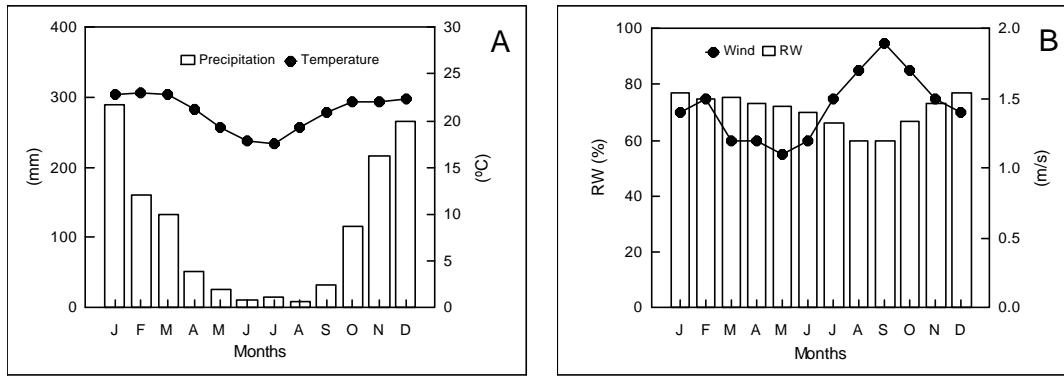 A
Precipitation Temperature
400
300
200
100
0
(mm)
30
25
20
15
10
5
0
(ºC)
J F M A M J J A S O N D
Months
B
Wind RW
100
80
60
40
20
0
RW (%)
2.0
1.5
1.0
0.5
0.0
(m/s)
J F M A M J J A S O N D
Months